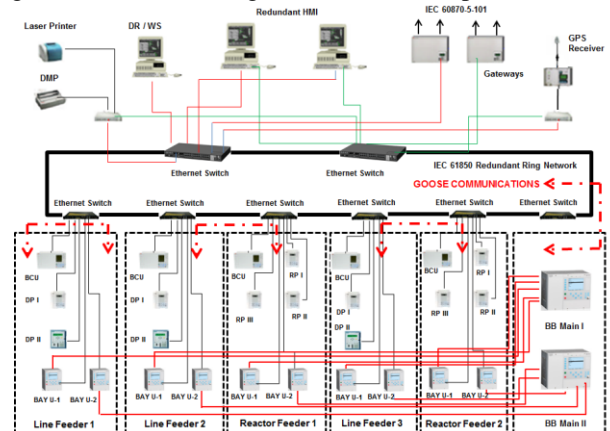 Laser Printer
DR / WS
Redundant HMI
IEC 60870-5-101
GPS
Receiver
DMP
Gateways
Ethernet Switch
Ethernet Switch
IEC 61850 Redundant Ring Network
GOOSE COMMUNICATIONS
Ethernet Switch
Ethernet Switch
Ethernet Switch
Ethernet Switch
Ethernet Switch
Ethernet Switch
BCU
DP I
DP II
BAY U-1
BAY U-2
Line Feeder 1
BCU
DP I
DP II
BAY U-1
BAY U-2
Line Feeder 2
BCU
RP I
RP III
RP II
BAY U-1
BAY U-2
Reactor Feeder 1
BCU
DP I
DP II
BAY U-1
BAY U-2
Line Feeder 3
BCU
RP I
RP III
RP II
BAY U-1
BAY U-2
Reactor Feeder 2
BB Main I
BB Main II